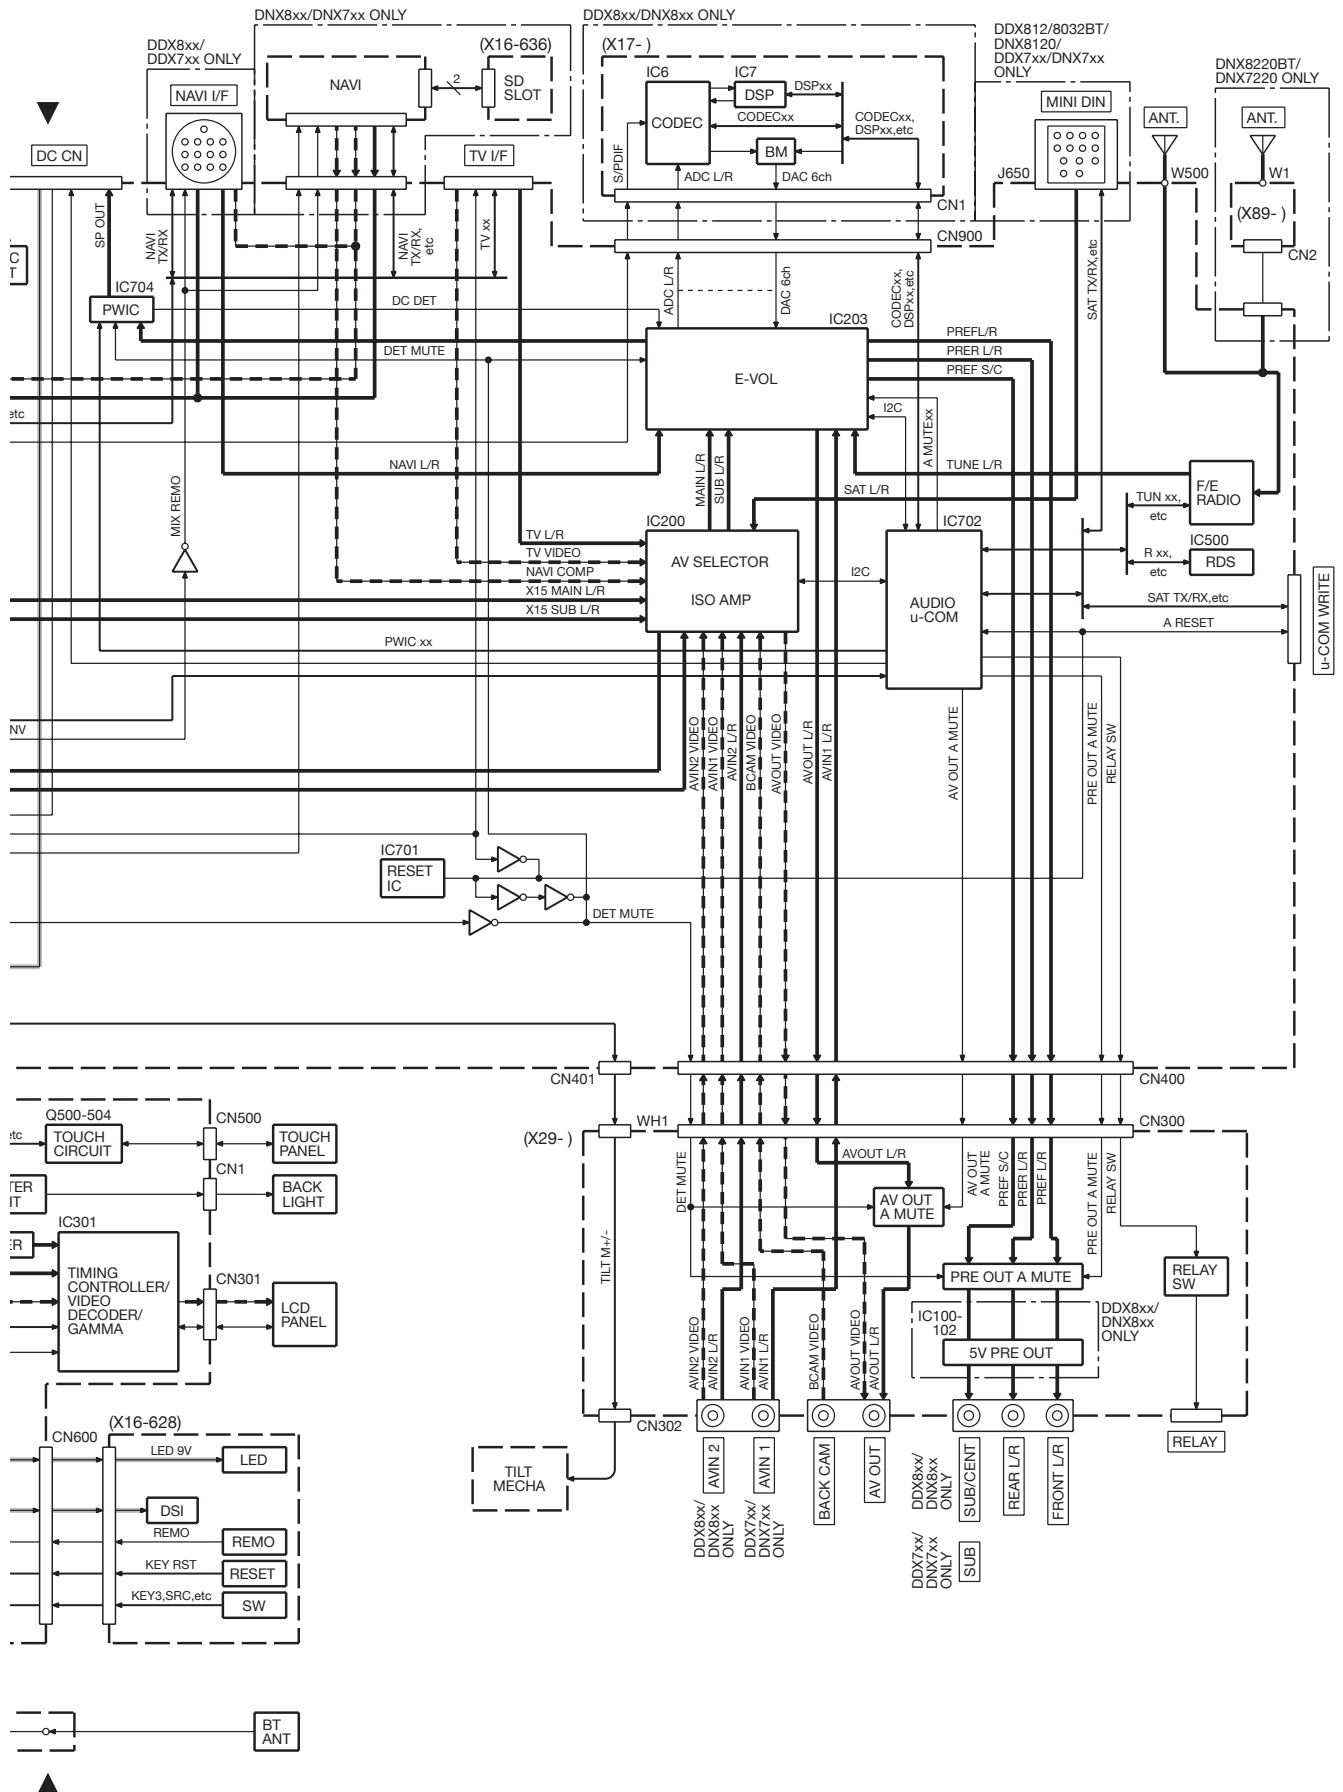 DNX8xx/DNX7xx ONLY
DDX8xx/DNX8xx ONLY
DDX8xx/
DDX7xx ONLY
(X16-636)
(X17- )
DDX812/8032BT/
DNX8120/
DDX7xx/DNX7xx
ONLY
DNX8220BT/
DNX7220 ONLY
NAVI I/F
NAVI
2
SD
SLOT
IC6
IC7
CODEC
DSP
DSPxx
CODECxx
CODECxx,
DSPxx,etc
BM
S/PDIF
ADC L/R
DAC 6ch
MINI DIN
ANT.
ANT.
DC CN
TV I/F
J650
W500
W1
CN1
(X89- )
CN900
CN2
SP OUT
NAVI
TX/RX
NAVI
TX/RX,
etc
TV xx
C
T
IC704
PWIC
DC DET
ADC L/R
DAC 6ch
CODECxx,
DSPxx,etc
SAT TX/RX,etc
IC203
DET MUTE
E-VOL
PREFL/R
PRER L/R
PREF S/C
I2C
A MUTExx
etc
NAVI L/R
MAIN L/R
SUB L/R
TUNE L/R
F/E
RADIO
MIX REMO
SAT L/R
TUN xx,
etc
IC200
IC702
IC500
TV L/R
TV VIDEO
NAVI COMP
X15 MAIN L/R
X15 SUB L/R
AV SELECTOR
ISO AMP
I2C
AUDIO
u-COM
R xx,
etc
RDS
SAT TX/RX,etc
A RESET
u-COM WRITE
PWIC xx
NV
AVIN2 VIDEO
AVIN1 VIDEO
AVIN2 L/R
BCAM VIDEO
AVOUT VIDEO
AVOUT L/R
AVIN1 L/R
AV OUT A MUTE
PRE OUT A MUTE
RELAY SW
IC701
RESET
IC
DET MUTE
CN401
CN400
etc
Q500-504
TOUCH
CIRCUIT
CN500
TOUCH
PANEL
(X29- )
WH1
CN300
TER
IT
CN1
BACK
LIGHT
DET MUTE
AVOUT L/R
AV OUT
A MUTE
AV OUT
A MUTE
PREF S/C
PRER L/R
PREF L/R
PRE OUT A MUTE
RELAY SW
IC301
ER
TIMING
CONTROLLER/
VIDEO
DECODER/
GAMMA
CN301
LCD
PANEL
TILT M+/-
PRE OUT A MUTE
RELAY
SW
IC100-
102
DDX8xx/
DNX8xx
ONLY
5V PRE OUT
AVIN2 VIDEO
AVIN2 L/R
AVIN1 VIDEO
AVIN1 L/R
BCAM VIDEO
AVOUT VIDEO
AVOUT L/R
CN302
(X16-628)
CN600
LED 9V
LED
DSI
REMO
REMO
KEY RST
RESET
KEY3,SRC,etc
SW
TILT
MECHA
AVIN 2
AVIN 1
BACK CAM
AV OUT
SUB/CENT
REAR L/R
FRONT L/R
RELAY
DDX8xx/
DNX8xx
ONLY
DDX7xx/
DNX7xx
ONLY
DDX8xx/
DNX8xx
ONLY
DDX7xx/
DNX7xx
ONLY
SUB
BT
ANT